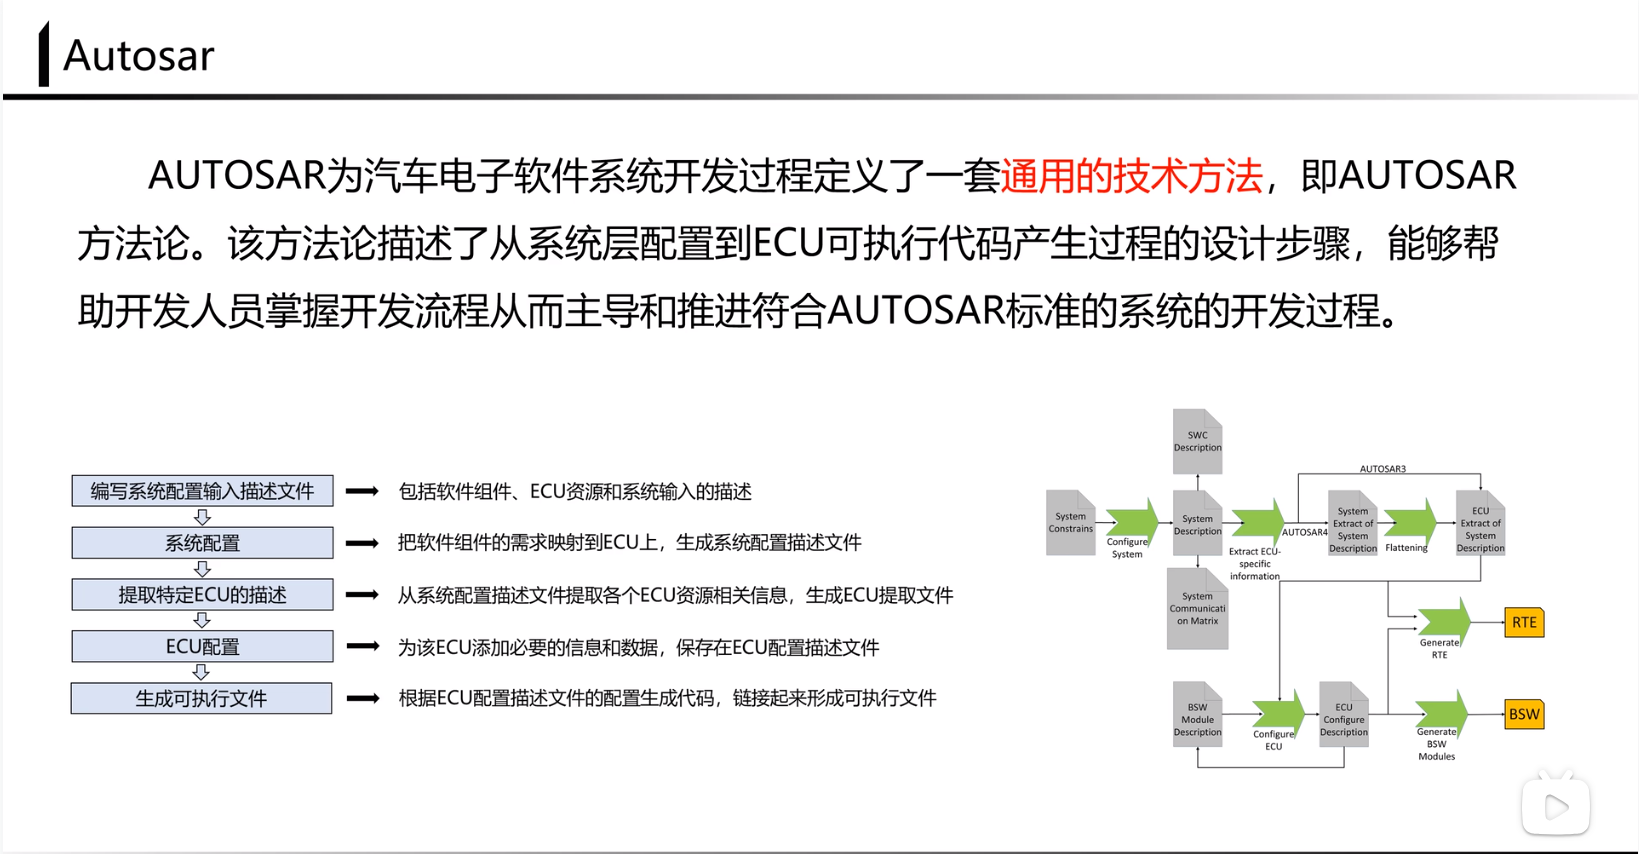 Autosar
AUTOSAR为汽车电子软件系统开发过程定义了一套通用的技术方法，即AUTOSAR
方法论。该方法论描述了从系统层配置到ECU可执行代码产生过程的设计步骤，能够帮
助开发人员掌握开发流程从而主导和推进符合AUTOSAR标准的系统的开发过程。
编写系统配置输入描述文件
包括软件组件、ECU资源和系统输入的描述
系统配置
把软件组件的需求映射到ECU上，生成系统配置描述文件
提取特定ECU的描述
从系统配置描述文件提取各个ECU资源相关信息，生成ECU提取文件
ECU配置
为该ECU添加必要的信息和数据，保存在ECU配置描述文件
生成可执行文件
根据ECU配置描述文件的配置生成代码，链接起来形成可执行文件
SWC
Description
AUTOSAR3
System
Constrains
Configure
System
System
Description
Extract ECU-
specific
information
AUTOSAR4
System
Extract of
System
Description
Flattening
ECU
Extract of
System
Description
System
Communicati
on Matrix
Generate
RTE
RTE
BSW
Module
Description
Configure
ECU
ECU
Configure
Description
Generate
BSW
Modules
BSW